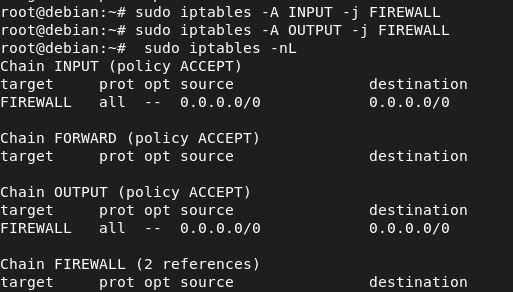 root@debian:~# sudo iptables -A INPUT -j FIREWALL
root@debian:~# sudo iptables -A OUTPUT -j FIREWALL
root@debian:~#  sudo iptables -nL
Chain INPUT (policy ACCEPT)
target     prot opt source               destination
FIREWALL   all  --  0.0.0.0/0            0.0.0.0/0

Chain FORWARD (policy ACCEPT)
target     prot opt source               destination

Chain OUTPUT (policy ACCEPT)
target     prot opt source               destination
FIREWALL   all  --  0.0.0.0/0            0.0.0.0/0

Chain FIREWALL (2 references)
target     prot opt source               destination